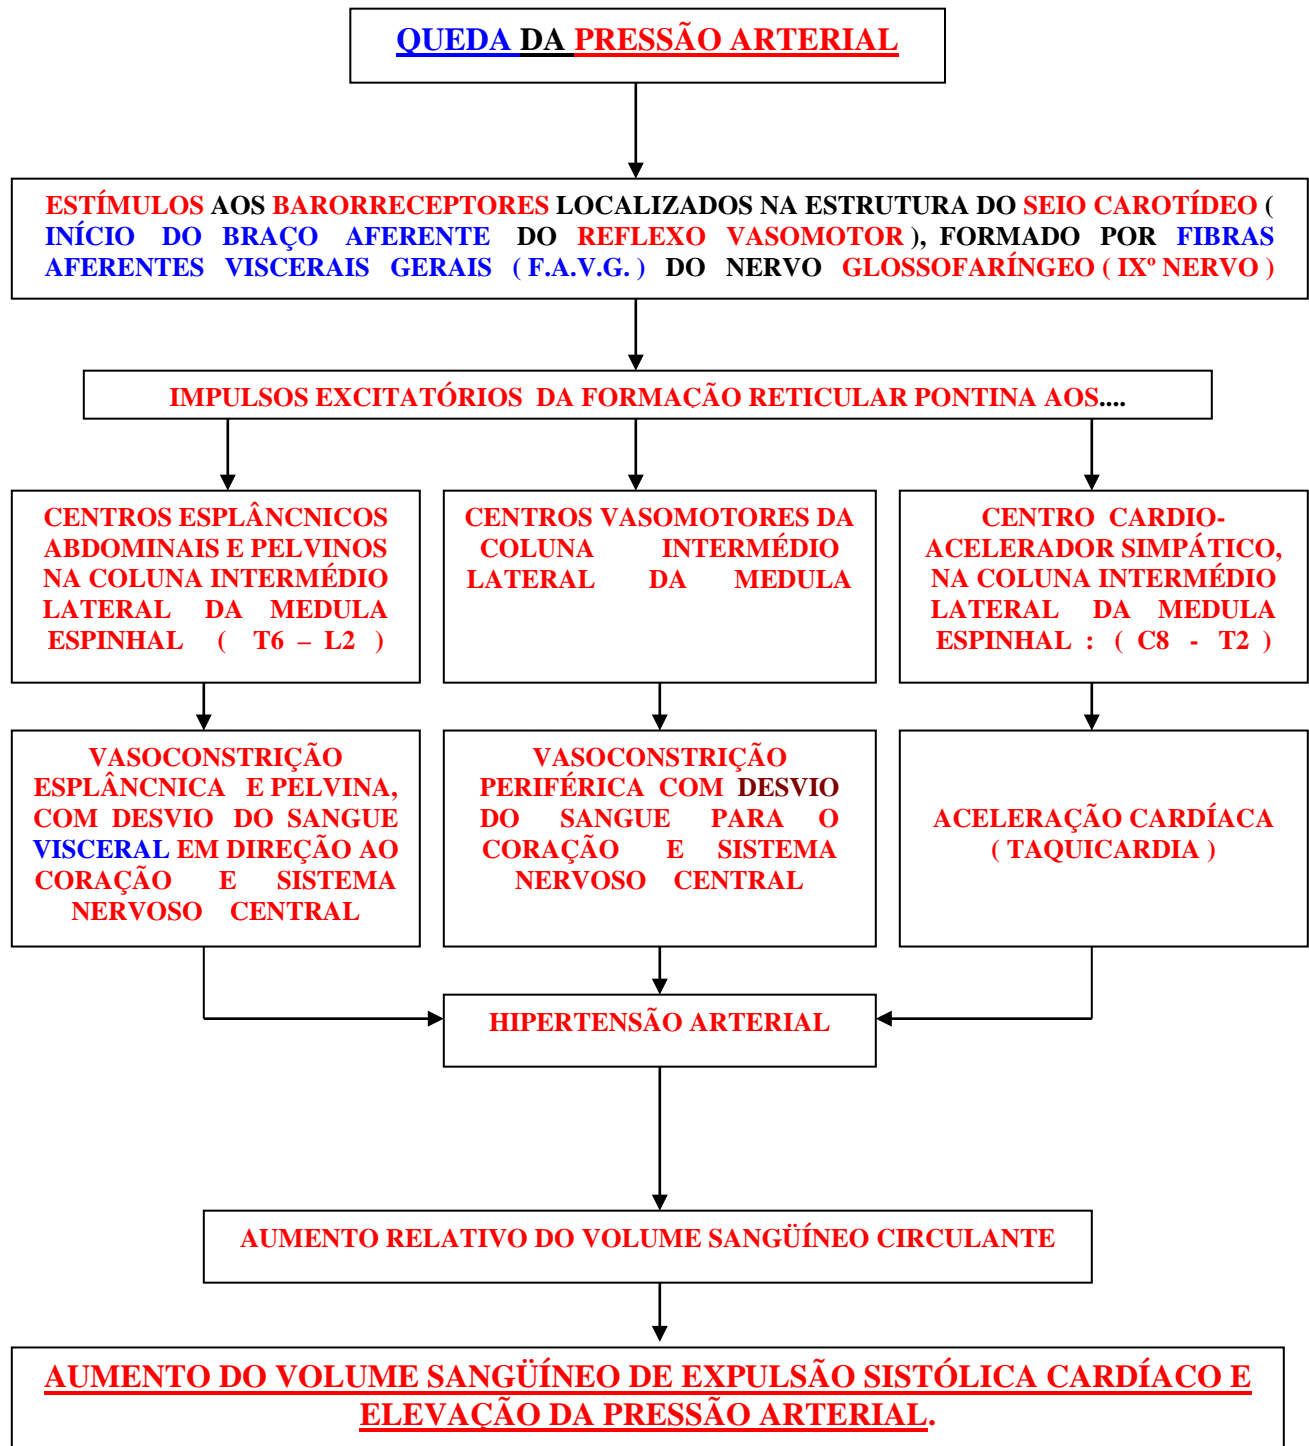 QUEDA DA PRESSÃO ARTERIAL
ESTÍMULOS AOS BARORRECEPTORES LOCALIZADOS NA ESTRUTURA DO SEIO CAROTÍDEO (
INÍCIO DO BRAÇO AFERENTE DO REFLEXO VASOMOTOR ), FORMADO POR FIBRAS
AFERENTES VISCERAIS GERAIS ( F.A.V.G. ) DO NERVO GLOSSOFARÍNGEO ( IXº NERVO )
IMPULSOS EXCITATÓRIOS DA FORMAÇÃO RETICULAR PONTINA AOS....
CENTROS ESPLÂNCNICOS
ABDOMINAIS E PELVINOS
NA COLUNA INTERMÉDIO
LATERAL DA MEDULA
ESPINHAL ( T6 – L2 )
CENTROS VASOMOTORES DA
COLUNA INTERMÉDIO
LATERAL DA MEDULA
CENTRO CARDIO-
ACELERADOR SIMPÁTICO,
NA COLUNA INTERMÉDIO
LATERAL DA MEDULA
ESPINHAL : ( C8 - T2 )
VASOCONSTRIÇÃO
ESPLÂNCNICA E PELVINA,
COM DESVIO DO SANGUE
VISCERAL EM DIREÇÃO AO
CORAÇÃO E SISTEMA
NERVOSO CENTRAL
VASOCONSTRIÇÃO
PERIFÉRICA COM DESVIO
DO SANGUE PARA O
CORAÇÃO E SISTEMA
NERVOSO CENTRAL
ACELERAÇÃO CARDÍACA
( TAQUICARDIA )
HIPERTENSÃO ARTERIAL
AUMENTO RELATIVO DO VOLUME SANGÜÍNEO CIRCULANTE
AUMENTO DO VOLUME SANGÜÍNEO DE EXPULSÃO SISTÓLICA CARDÍACO E
ELEVAÇÃO DA PRESSÃO ARTERIAL.